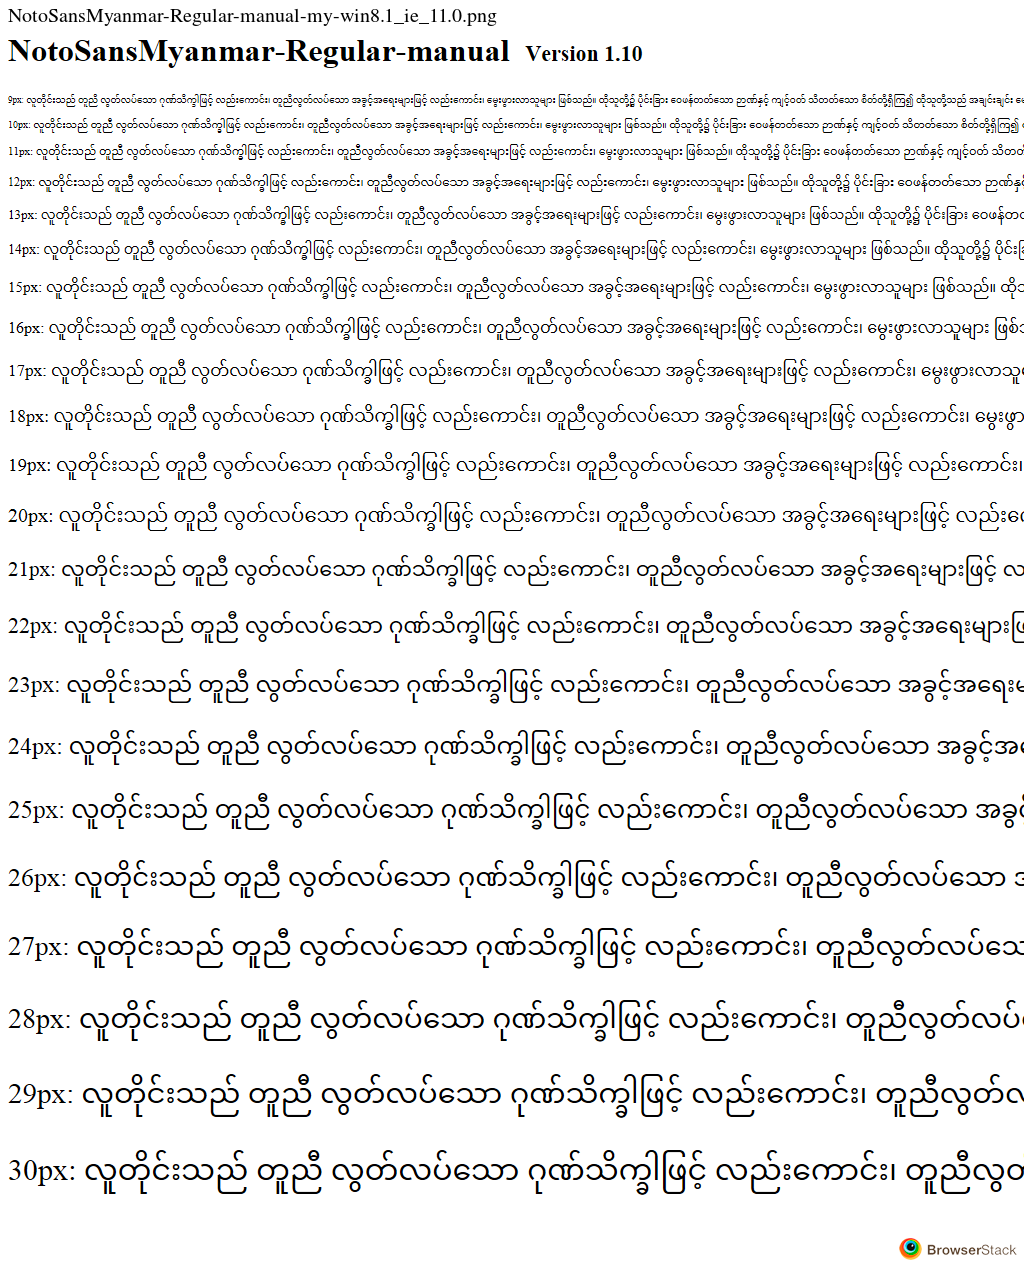 NotoSansMyanmar-Regular-manual-my-win8.1_ie_11.0.png
NotoSansMyanmar-Regular-manual Version 1.10
9px: လူတိုင်းသည် တူညီ လွတ်လပ်သော ဂုဏ်သိက္ခါဖြင့် လည်းကောင်း၊ တူညီလွတ်လပ်သော အခွင့်အရေးများဖြင့် လည်းကောင်း၊ မွေးဖွားလာသူများ ဖြစ်သည်။ ထိုသူတို့၌ ပိုင်းခြား ဝေဖန်တတ်သော ဉာဏ်နှင့် ကျင့်ဝတ် သိတတ်သော စိတ်တို့ရှိကြ၍ ထိုသူတို့သည် အချင်းချင်း
10px: လူတိုင်းသည် တူညီ လွတ်လပ်သော ဂုဏ်သိက္ခါဖြင့် လည်းကောင်း၊ တူညီလွတ်လပ်သော အခွင့်အရေးများဖြင့် လည်းကောင်း၊ မွေးဖွားလာသူများ ဖြစ်သည်။ ထိုသူတို့၌ ပိုင်းခြား ဝေဖန်တတ်သော ဉာဏ်နှင့် ကျင့်ဝတ် သိတတ်သော စိတ်တို့ရှိကြ၍
11px: လူတိုင်းသည် တူညီ လွတ်လပ်သော ဂုဏ်သိက္ခါဖြင့် လည်းကောင်း၊ တူညီလွတ်လပ်သော အခွင့်အရေးများဖြင့် လည်းကောင်း၊ မွေးဖွားလာသူများ ဖြစ်သည်။ ထိုသူတို့၌ ပိုင်းခြား ဝေဖန်တတ်သော ဉာဏ်နှင့် ကျင့်ဝတ် သိတတ်
12px: လူတိုင်းသည် တူညီ လွတ်လပ်သော ဂုဏ်သိက္ခါဖြင့် လည်းကောင်း၊ တူညီလွတ်လပ်သော အခွင့်အရေးများဖြင့် လည်းကောင်း၊ မွေးဖွားလာသူများ ဖြစ်သည်။ ထိုသူတို့၌ ပိုင်းခြား ဝေဖန်တတ်သော ဉာဏ်နှင့်
13px: လူတိုင်းသည် တူညီ လွတ်လပ်သော ဂုဏ်သိက္ခါဖြင့် လည်းကောင်း၊ တူညီလွတ်လပ်သော အခွင့်အရေးများဖြင့် လည်းကောင်း၊ မွေးဖွားလာသူများ ဖြစ်သည်။ ထိုသူတို့၌ ပိုင်းခြား ဝေဖန်တ
14px: လူတိုင်းသည် တူညီ လွတ်လပ်သော ဂုဏ်သိက္ခါဖြင့် လည်းကောင်း၊ တူညီလွတ်လပ်သော အခွင့်အရေးများဖြင့် လည်းကောင်း၊ မွေးဖွားလာသူများ ဖြစ်သည်။ ထိုသူတို့၌ ပိုင်းခြ
15px: လူတိုင်းသည် တူညီ လွတ်လပ်သော ဂုဏ်သိက္ခါဖြင့် လည်းကောင်း၊ တူညီလွတ်လပ်သော အခွင့်အရေးများဖြင့် လည်းကောင်း၊ မွေးဖွားလာသူများ ဖြစ်သည်။ ထိုသ
16px: လူတိုင်းသည် တူညီ လွတ်လပ်သော ဂုဏ်သိက္ခါဖြင့် လည်းကောင်း၊ တူညီလွတ်လပ်သော အခွင့်အရေးများဖြင့် လည်းကောင်း၊ မွေးဖွားလာသူများ ဖြစ်သ
17px: လူတိုင်းသည် တူညီ လွတ်လပ်သော ဂုဏ်သိက္ခါဖြင့် လည်းကောင်း၊ တူညီလွတ်လပ်သော အခွင့်အရေးများဖြင့် လည်းကောင်း၊ မွေးဖွားလာသူမ
18px: လူတိုင်းသည် တူညီ လွတ်လပ်သော ဂုဏ်သိက္ခါဖြင့် လည်းကောင်း၊ တူညီလွတ်လပ်သော အခွင့်အရေးများဖြင့် လည်းကောင်း၊ မွေးဖွာ
19px: လူတိုင်းသည် တူညီ လွတ်လပ်သော ဂုဏ်သိက္ခါဖြင့် လည်းကောင်း၊ တူညီလွတ်လပ်သော အခွင့်အရေးများဖြင့် လည်းကောင်း၊
20px: လူတိုင်းသည် တူညီ လွတ်လပ်သော ဂုဏ်သိက္ခါဖြင့် လည်းကောင်း၊ တူညီလွတ်လပ်သော အခွင့်အရေးများဖြင့် လည်းကေ
21px: လူတိုင်းသည် တူညီ လွတ်လပ်သော ဂုဏ်သိက္ခါဖြင့် လည်းကောင်း၊ တူညီလွတ်လပ်သော အခွင့်အရေးများဖြင့် လ
22px: လူတိုင်းသည် တူညီ လွတ်လပ်သော ဂုဏ်သိက္ခါဖြင့် လည်းကောင်း၊ တူညီလွတ်လပ်သော အခွင့်အရေးများဖြ
23px: လူတိုင်းသည် တူညီ လွတ်လပ်သော ဂုဏ်သိက္ခါဖြင့် လည်းကောင်း၊ တူညီလွတ်လပ်သော အခွင့်အရေးမ
24px: လူတိုင်းသည် တူညီ လွတ်လပ်သော ဂုဏ်သိက္ခါဖြင့် လည်းကောင်း၊ တူညီလွတ်လပ်သော အခွင့်အ
25px: လူတိုင်းသည် တူညီ လွတ်လပ်သော ဂုဏ်သိက္ခါဖြင့် လည်းကောင်း၊ တူညီလွတ်လပ်သော အခွင့်
26px: လူတိုင်းသည် တူညီ လွတ်လပ်သော ဂုဏ်သိက္ခါဖြင့် လည်းကောင်း၊ တူညီလွတ်လပ်သော
27px: လူတိုင်းသည် တူညီ လွတ်လပ်သော ဂုဏ်သိက္ခါဖြင့် လည်းကောင်း၊ တူညီလွတ်လပ်သေ
28px: လူတိုင်းသည် တူညီ လွတ်လပ်သော ဂုဏ်သိက္ခါဖြင့် လည်းကောင်း၊ တူညီလွတ်လပ်
29px: လူတိုင်းသည် တူညီ လွတ်လပ်သော ဂုဏ်သိက္ခါဖြင့် လည်းကောင်း၊ တူညီလွတ်လ
30px: လူတိုင်းသည် တူညီ လွတ်လပ်သော ဂုဏ်သိက္ခါဖြင့် လည်းကောင်း၊ တူညီလွတ
BrowserStack